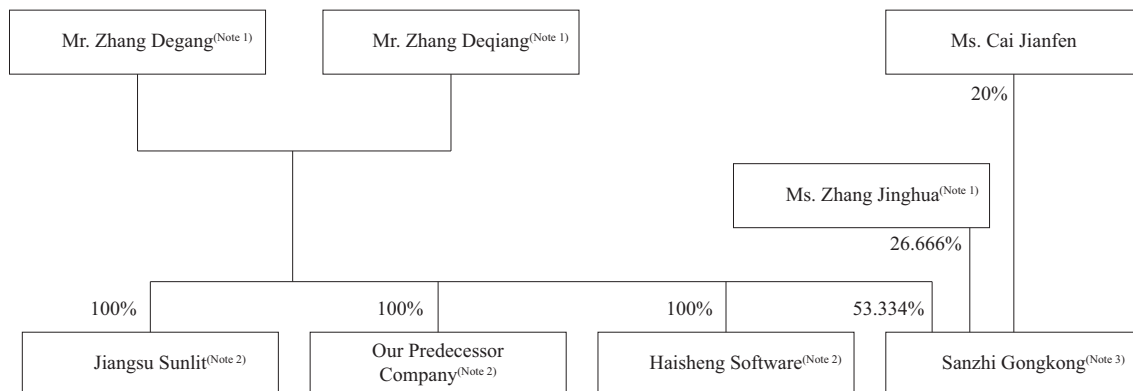 Mr. Zhang Degang(Note 1)
Mr. Zhang Deqiang(Note 1)
Ms. Cai Jianfen
20%
Ms. Zhang Jinghua(Note 1)
26.666%
100%
100%
100%
53.334%
Jiangsu Sunlit(Note 2)
Our Predecessor
Company(Note 2)
Haisheng Software(Note 2)
Sanzhi Gongkong(Note 3)